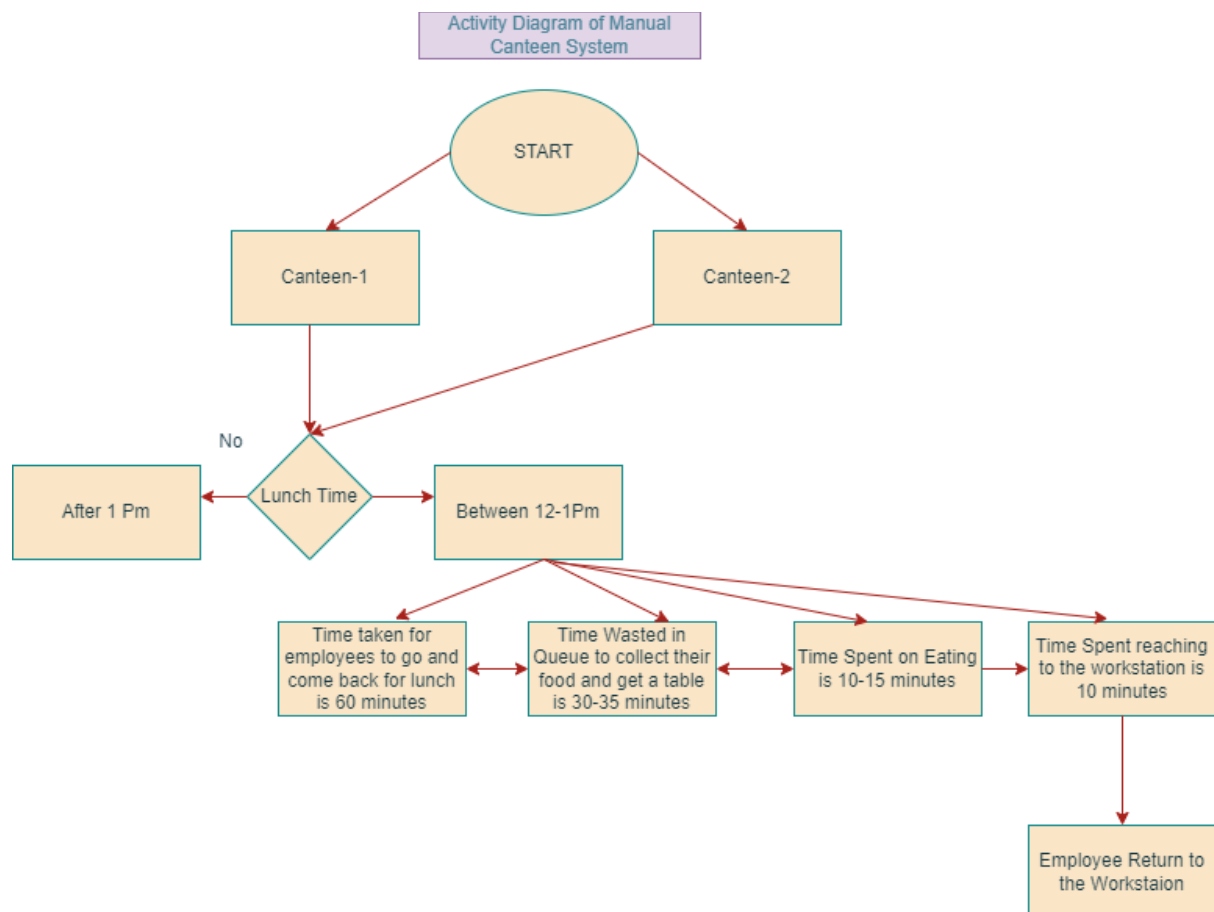 Activity Diagram of Manual
Canteen System
START
Canteen-1
Canteen-2
No
After 1 Pm
Lunch Time
Between 12-1Pm
Time taken for
employees to go and
come back for lunch
is 60 minutes
Time Wasted in
Queue to collect their
food and get a table
is 30-35 minutes
Time Spent on Eating
is 10-15 minutes
Time Spent reaching
to the workstation is
10 minutes
Employee Return to
the Workstaion